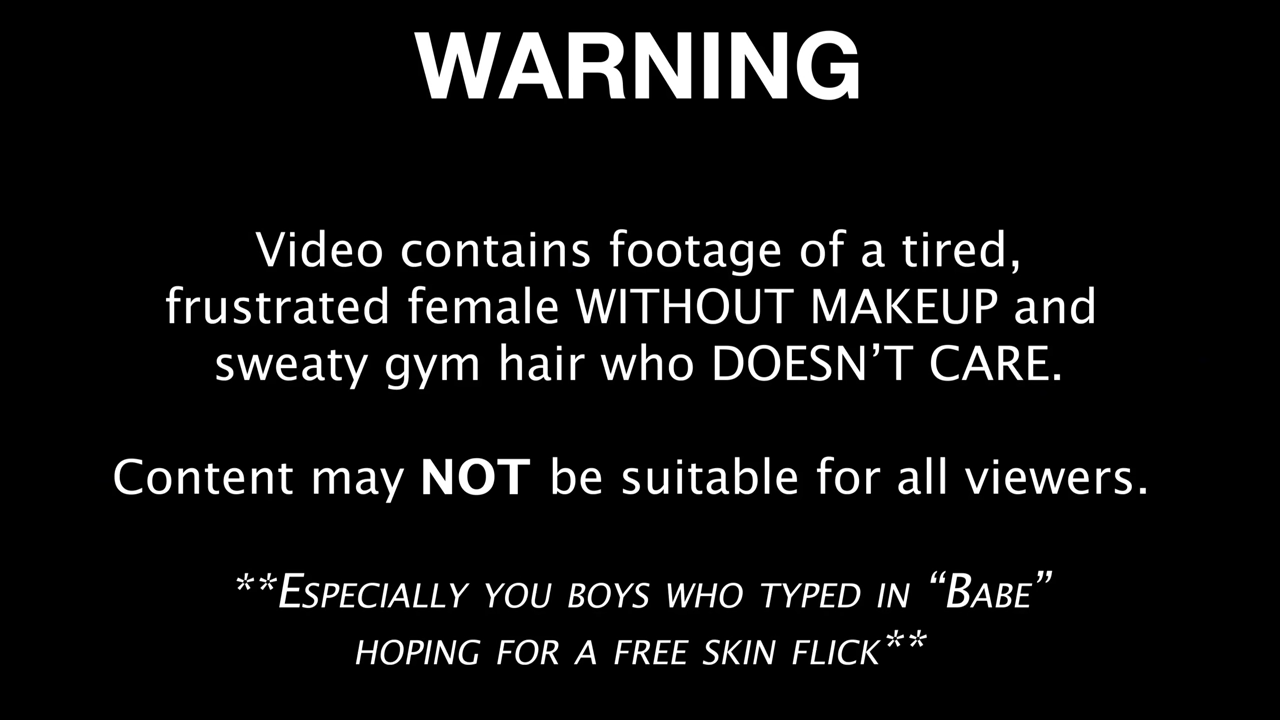 WARNING
Video contains footage of a tired,
frustrated female WITHOUT MAKEUP and
sweaty gym hair who DOESN’T CARE.
Content may NOT be suitable for all viewers.
**Especially you boys who typed in “Babe”
hoping for a free skin flick**